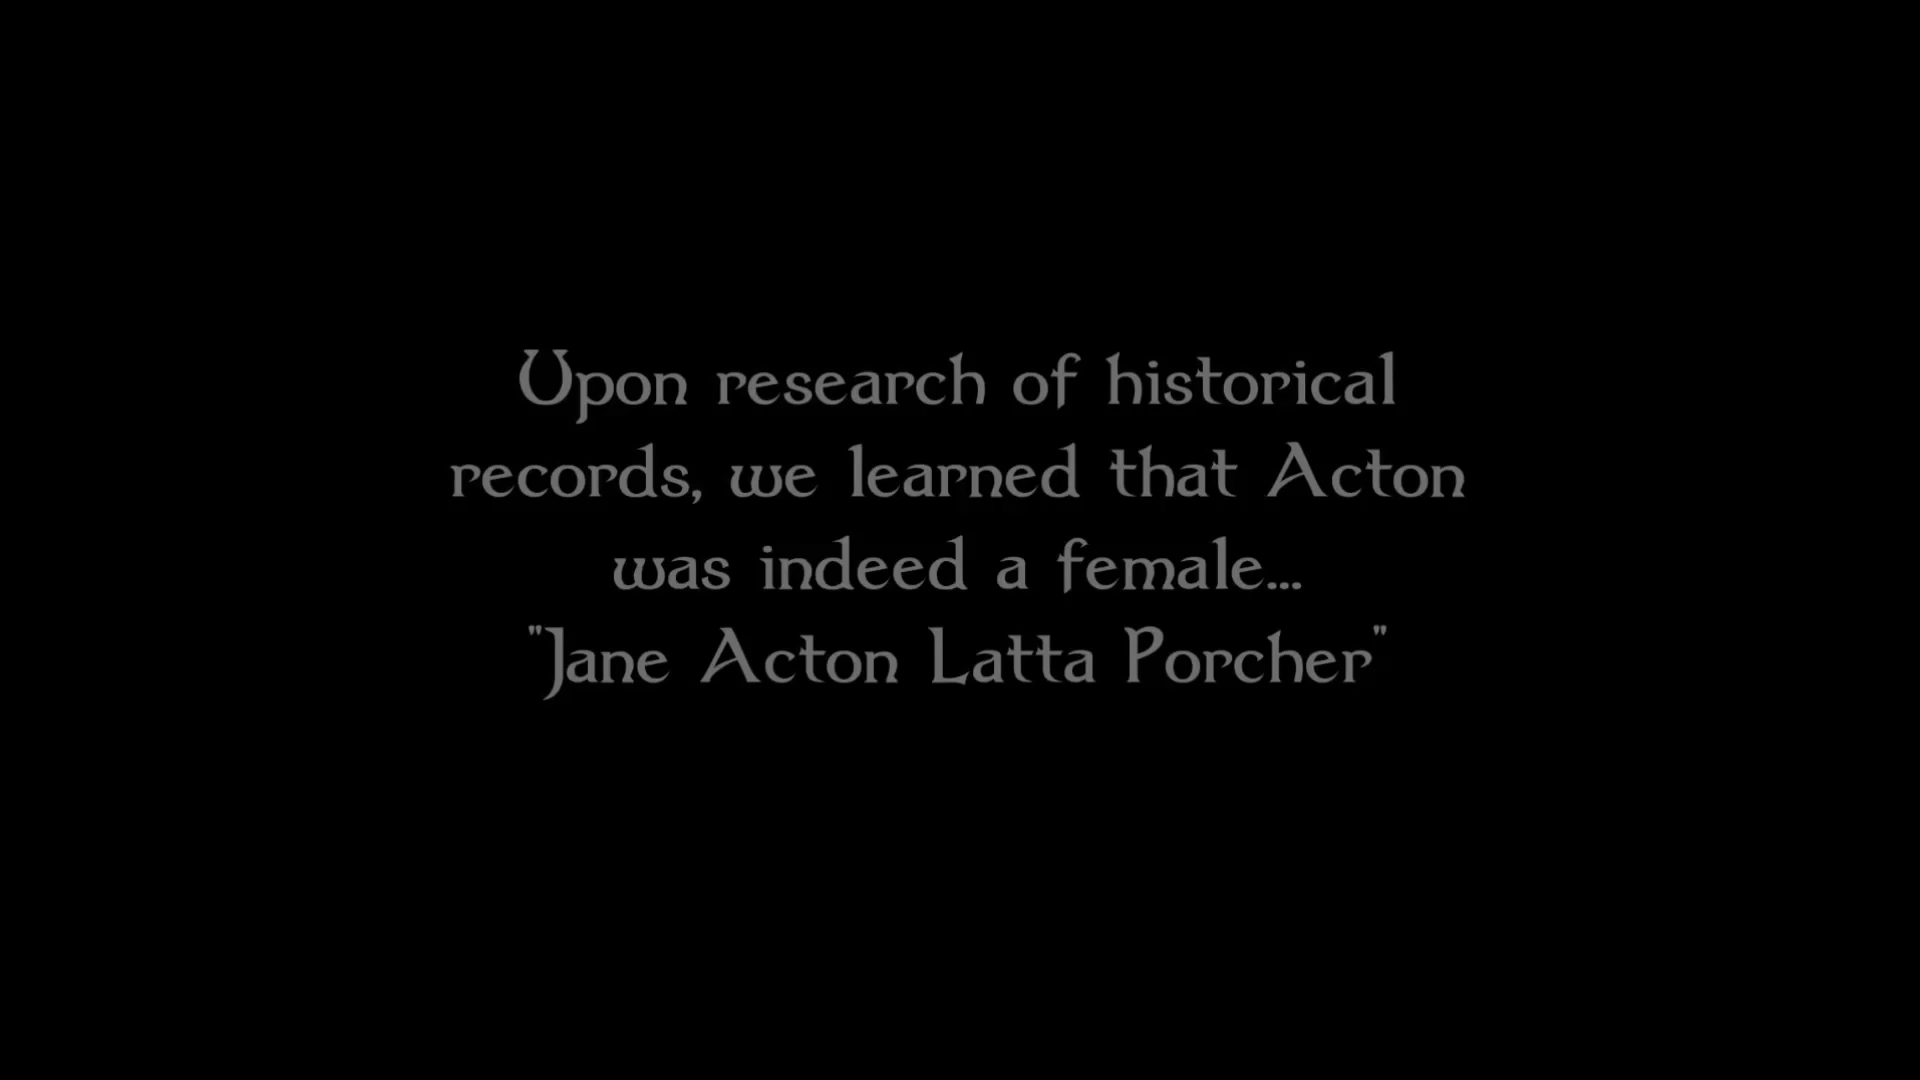 Upon research of historical
records, we learned that Acton
was indeed a female...
"Jane Acton Latta Porcher"